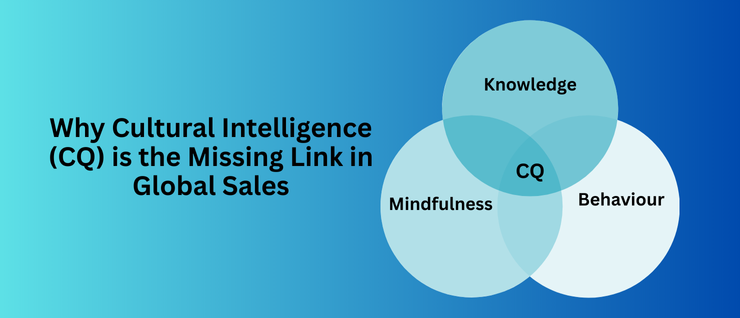 Why Cultural Intelligence
(CQ) is the Missing Link in
Global Sales
Knowledge
CQ
Mindfulness
Behaviour